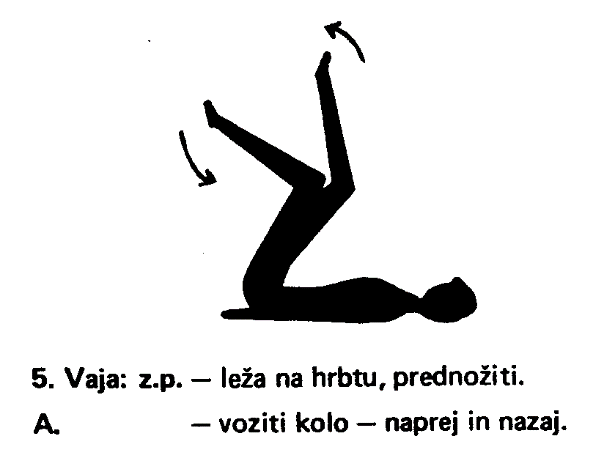 5. Vaja: z.p. — leža na hrbtu, prednožiti.
A. — voziti kolo — naprej in nazaj.